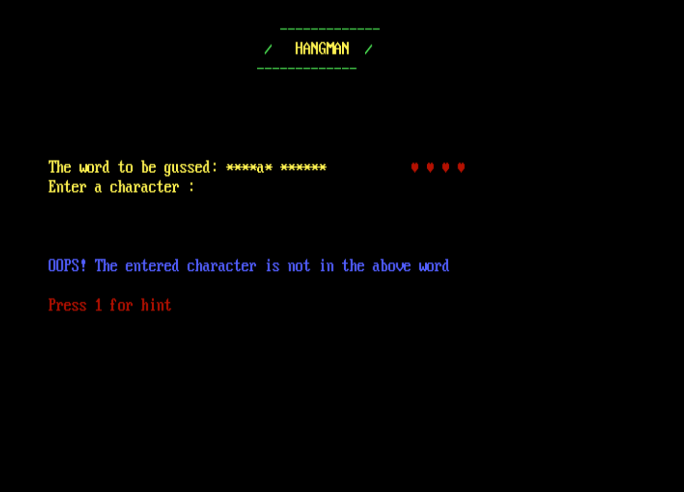 -------------
/ HANGMAN /
-------------
The word to be gussed: ****a* ****** ♥ ♥ ♥ ♥
Enter a character :
OOPS! The entered character is not in the above word
Press 1 for hint